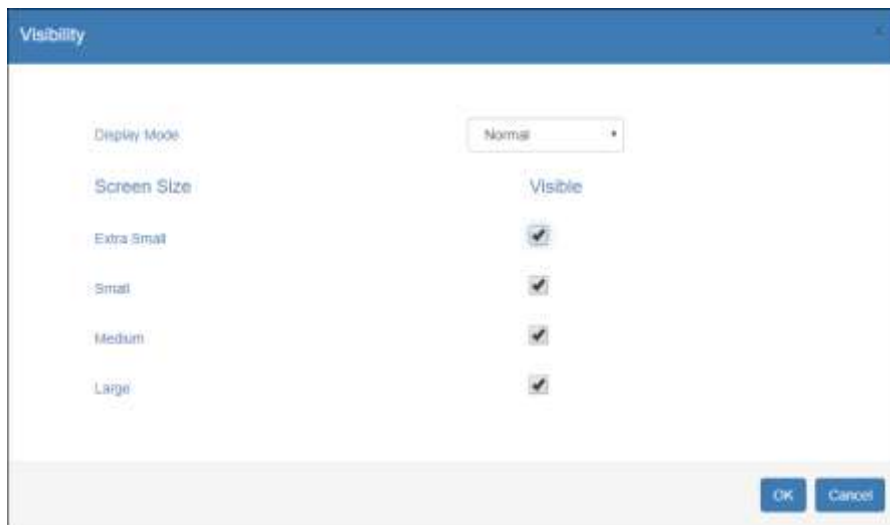 Visibility
x
Display Mode Normal
Screen Size Visible
Extra Small
Small
Medium
Large
OK Cancel